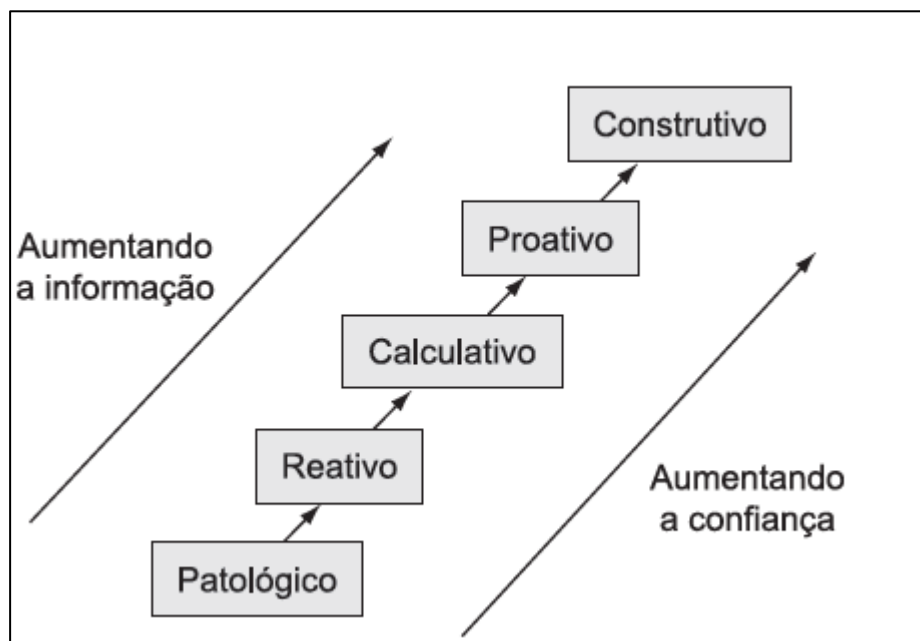 Construtivo
Proativo
Aumentando
a informação
Calculativo
Reativo
Aumentando
a confiança
Patológico